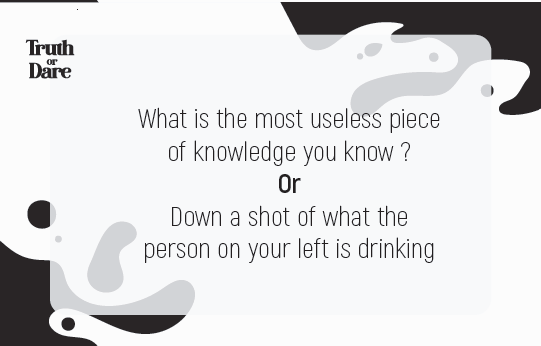 Truth
or
Dare
What is the most useless piece
of knowledge you know ?
Or
Down a shot of what the
person on your left is drinking